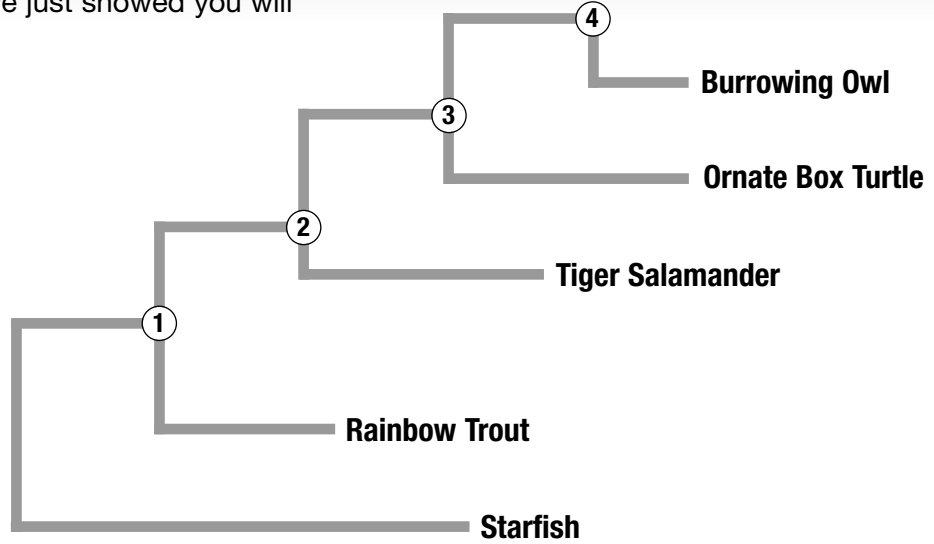 e just showed you will
4
Burrowing Owl
3
Ornate Box Turtle
2
Tiger Salamander
1
Rainbow Trout
Starfish